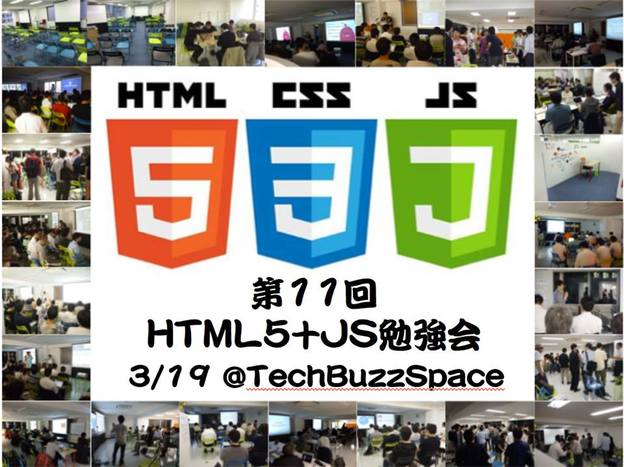 HTML CSS JS
5 3 J
第11回
HTML5+JS勉強会
3/19 @TechBuzzSpace